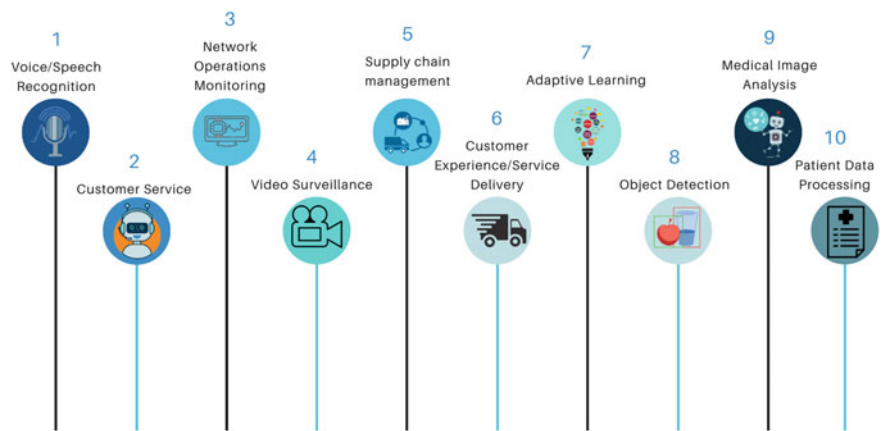 1
Voice/Speech
Recognition
2
Customer Service
3
Network
Operations
Monitoring
4
Video Surveillance
5
Supply chain
management
6
Customer
Experience/Service
Delivery
7
Adaptive Learning
8
Object Detection
9
Medical Image
Analysis
10
Patient Data
Processing